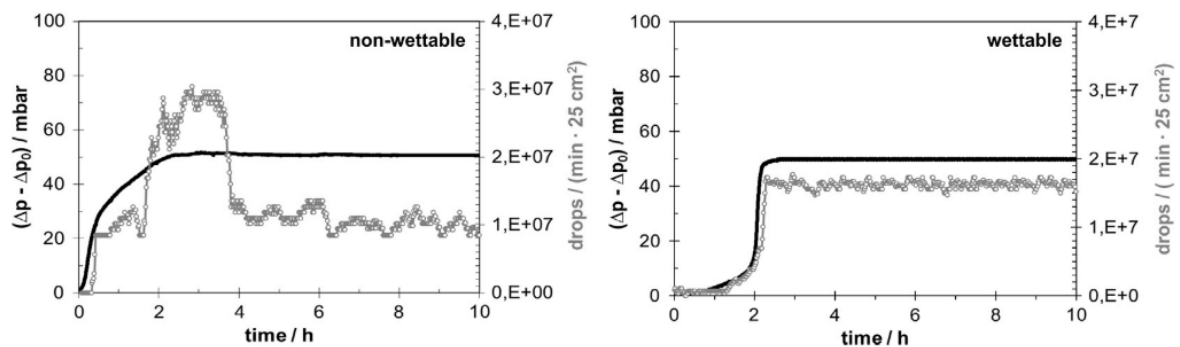 non-wettable
(Δp - Δp₀) / mbar
100
80
60
40
20
0
4,E+07
3,E+07
2,E+07
1,E+07
0,E+00
drops / (min · 25 cm²)
0 2 4 6 8 10
time / h
wettable
(Δp - Δp₀) / mbar
100
80
60
40
20
0
4,E+7
3,E+7
2,E+7
1,E+7
0,E+0
drops / ( min · 25 cm²)
0 2 4 6 8 10
time / h